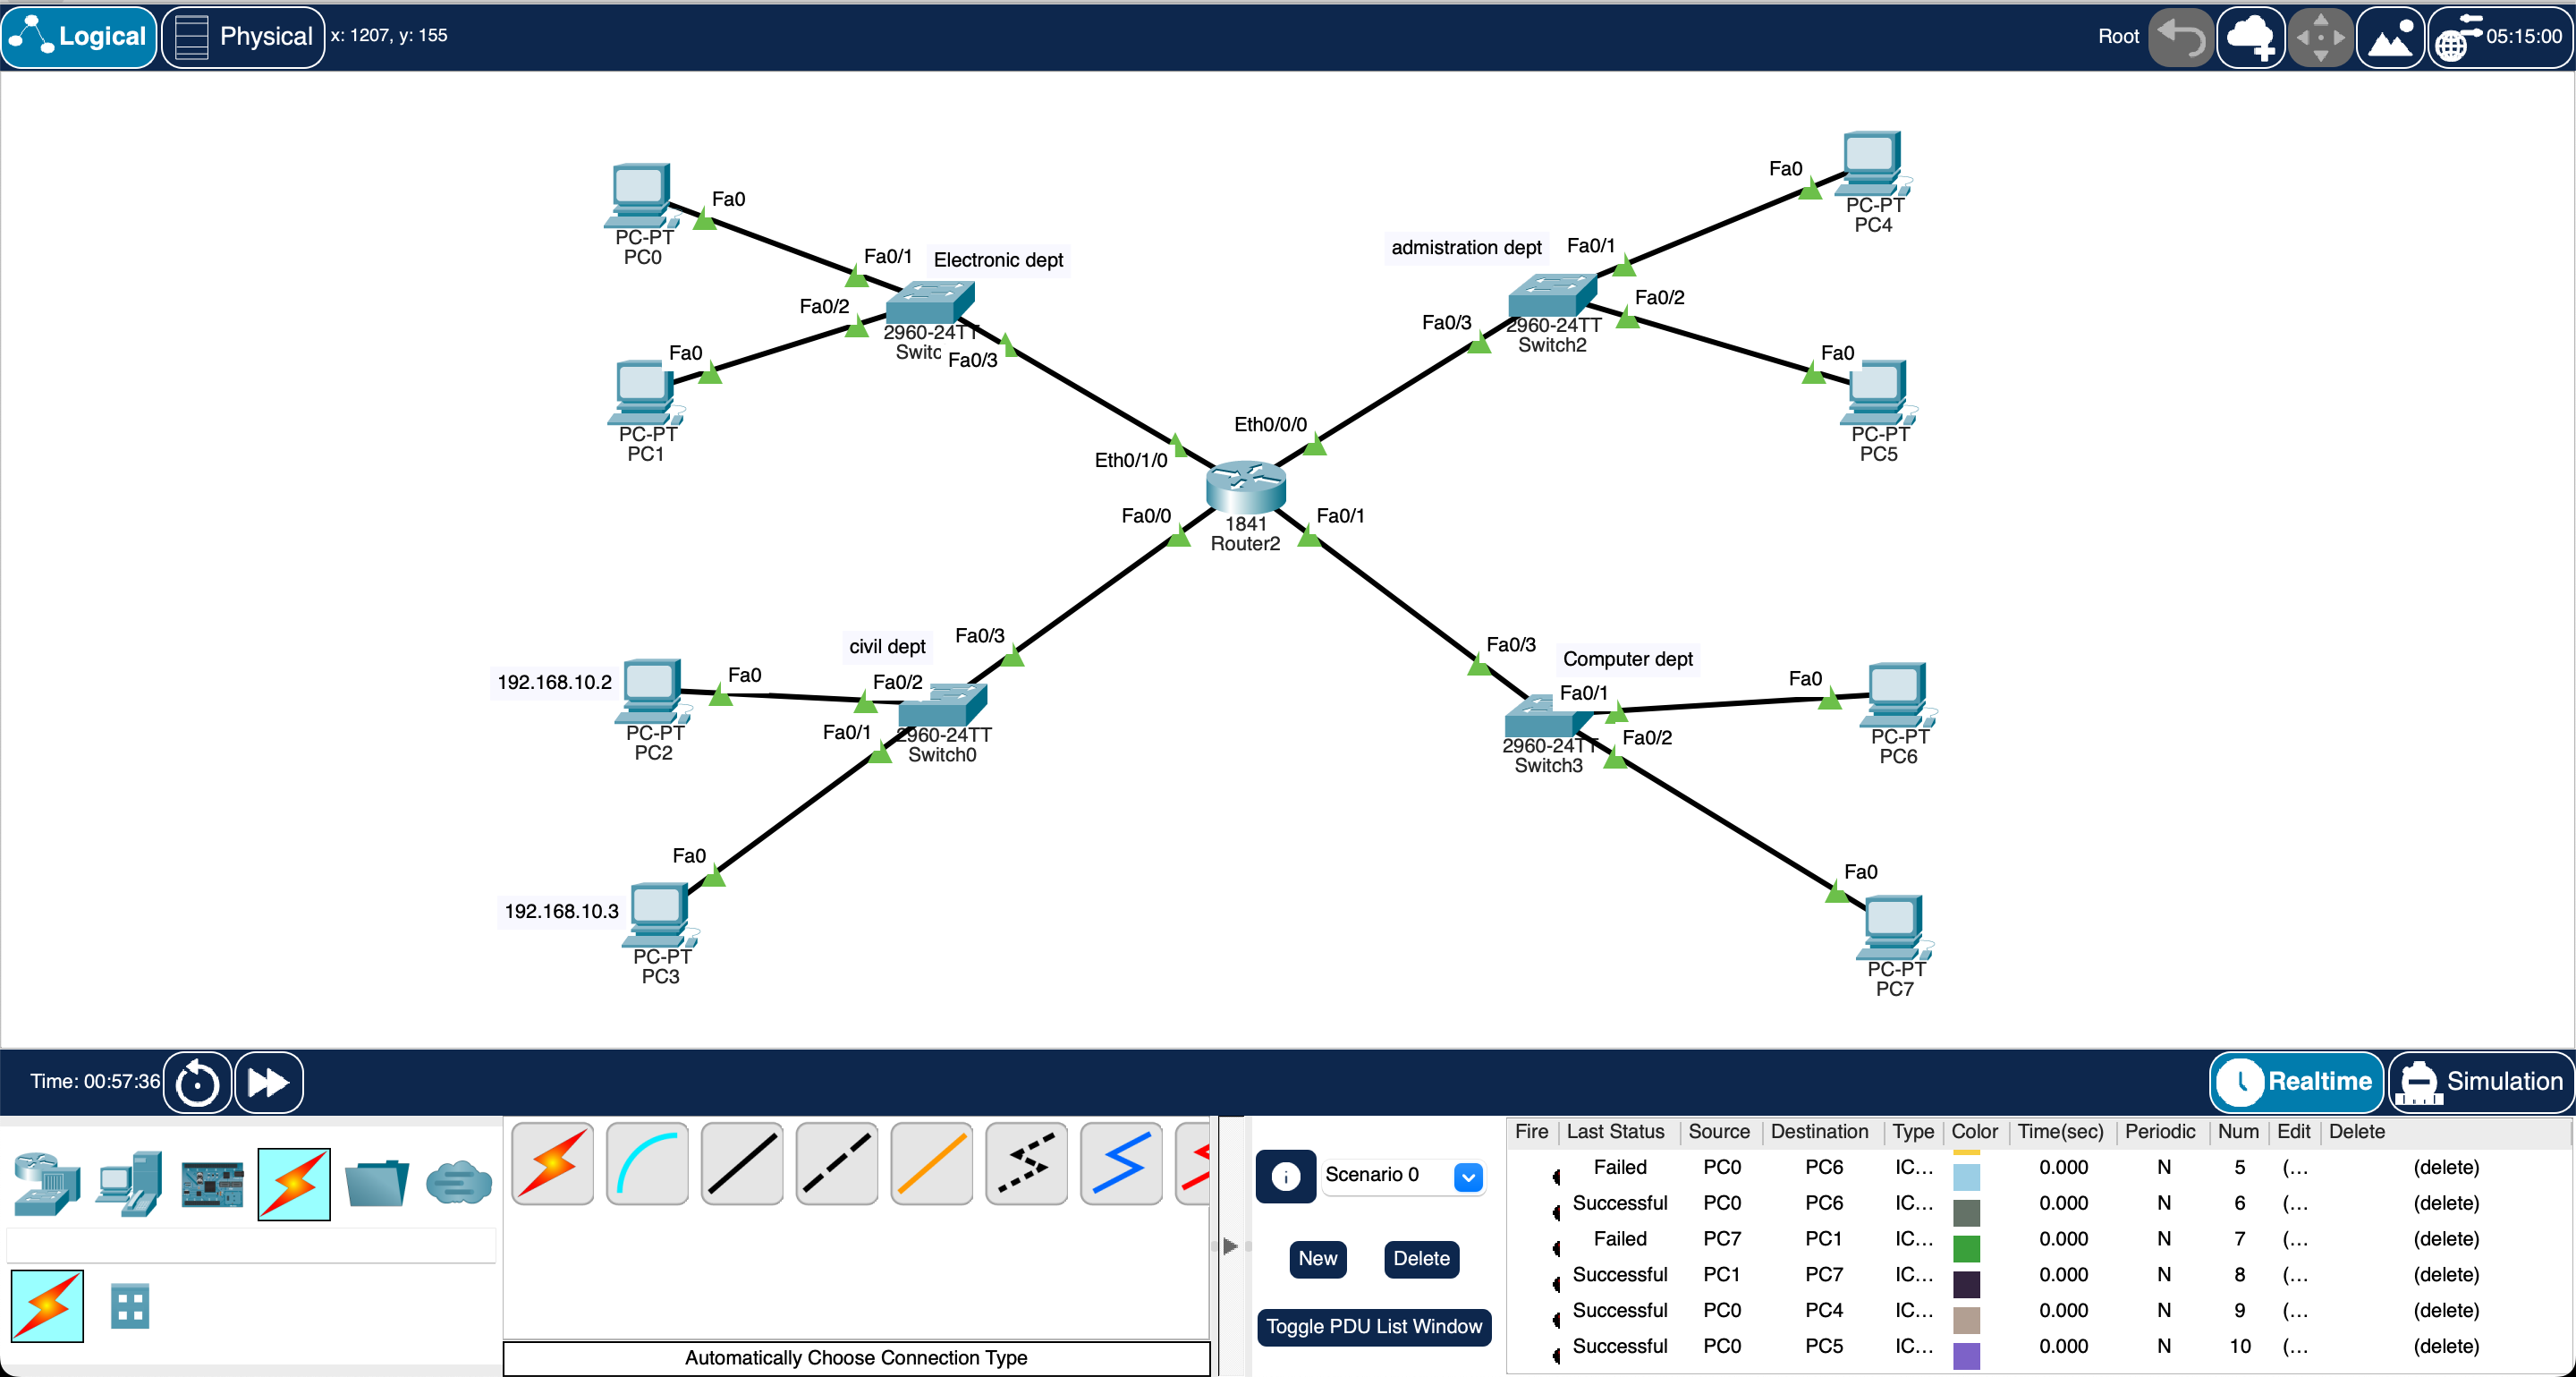 Logical
Physical
x: 1207, y: 155
Root
05:15:00
Fa0
PC-PT
PC0
Fa0/1
Electronic dept
Fa0/2
2960-24TT
Switc
Fa0/3
Fa0
PC-PT
PC1
admistration dept
Fa0/1
Fa0
PC-PT
PC4
Fa0/2
Fa0/3
2960-24TT
Switch2
Fa0
PC-PT
PC5
Eth0/0/0
Eth0/1/0
Fa0/0
Fa0/1
1841
Router2
civil dept
Fa0/3
192.168.10.2
Fa0
Fa0/2
PC-PT
PC2
Fa0/1
2960-24TT
Switch0
Fa0
192.168.10.3
PC-PT
PC3
Fa0/3
Computer dept
Fa0/1
Fa0
PC-PT
PC6
Fa0/2
2960-24TT
Switch3
Fa0
PC-PT
PC7
Time: 00:57:36
Realtime
Simulation
Automatically Choose Connection Type
Scenario 0
New
Delete
Toggle PDU List Window
Fire Last Status Source Destination Type Color Time(sec) Periodic Num Edit Delete
Failed PC0 PC6 IC... 0.000 N 5 (... (delete)
Successful PC0 PC6 IC... 0.000 N 6 (... (delete)
Failed PC7 PC1 IC... 0.000 N 7 (... (delete)
Successful PC1 PC7 IC... 0.000 N 8 (... (delete)
Successful PC0 PC4 IC... 0.000 N 9 (... (delete)
Successful PC0 PC5 IC... 0.000 N 10 (... (delete)